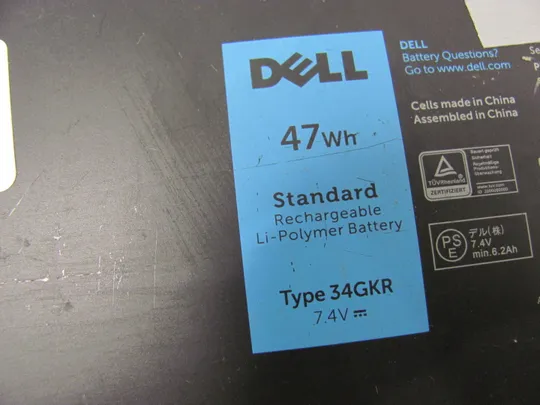 DELL
47Wh
Standard
Rechargeable
Li-Polymer Battery
Type 34GKR
7.4V ⎓
DELL
Battery Questions?
Go to www.dell.com
Cells made in China
Assembled in China
TÜVRheinland
ZERTIFIZIERT
PS
E
デル(株)
7.4V
min.6.2Ah
Se
P